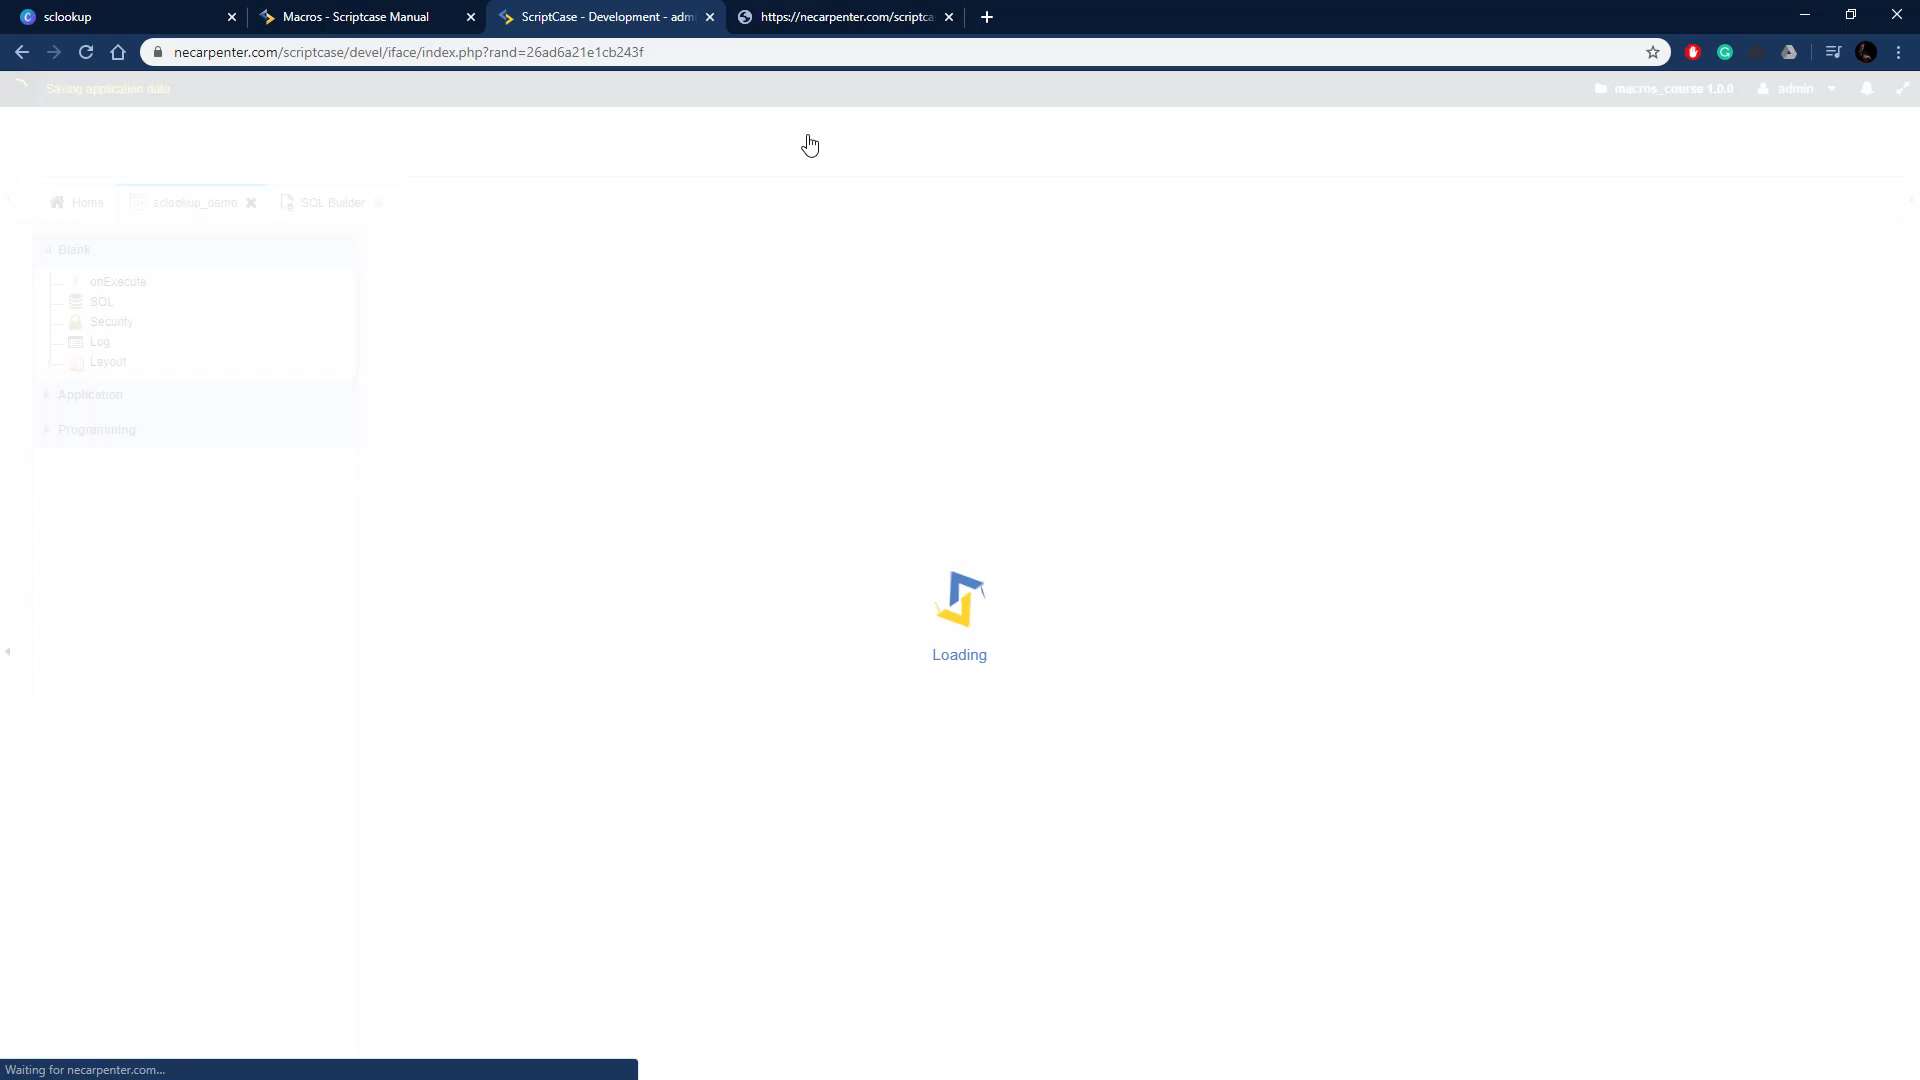 sclookup
Macros - Scriptcase Manual
ScriptCase - Development - adm
https://necarpenter.com/scriptca
necarpenter.com/scriptcase/devel/iface/index.php?rand=26ad6a21e1cb243f
Saving application data
macros_course 1.0.0
admin
Home
sclookup_demo
SQL Builder
Blank
onExecute
SQL
Security
Log
Layout
Application
Programming
Loading
Waiting for necarpenter.com...